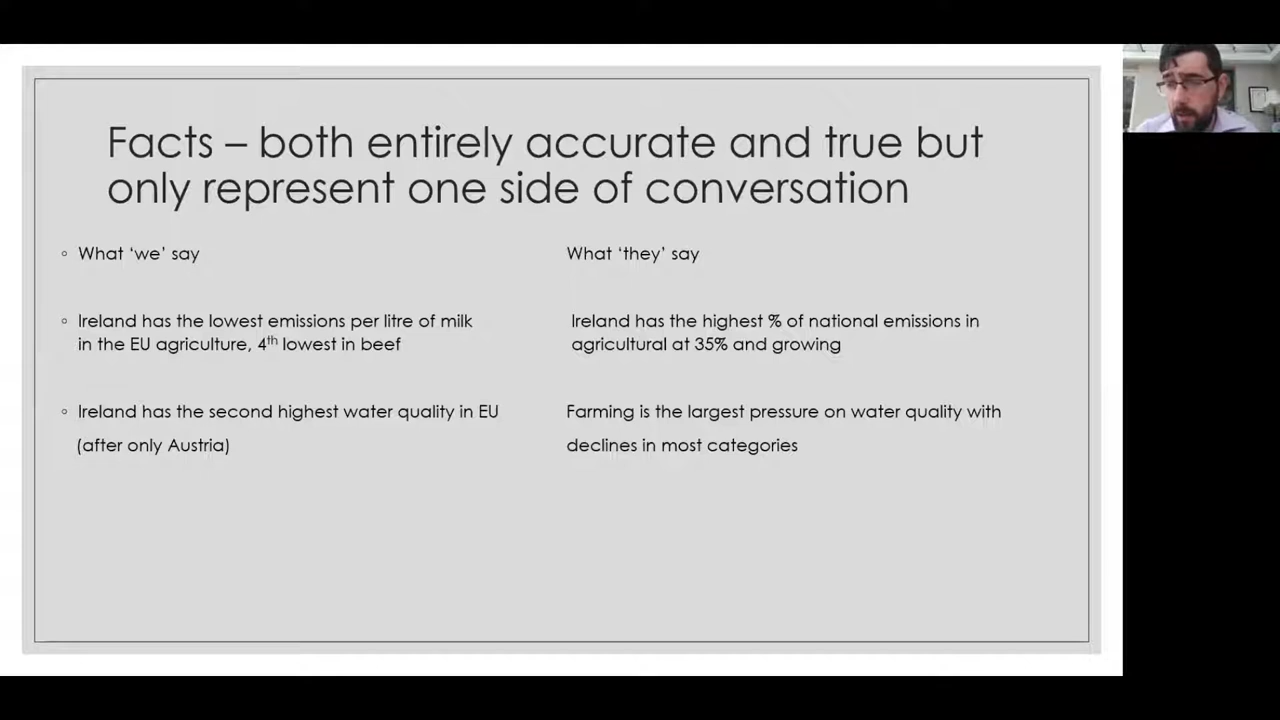 Facts – both entirely accurate and true but
only represent one side of conversation
◦ What ‘we’ say
What ‘they’ say
◦ Ireland has the lowest emissions per litre of milk
in the EU agriculture, 4th lowest in beef
Ireland has the highest % of national emissions in
agricultural at 35% and growing
◦ Ireland has the second highest water quality in EU
(after only Austria)
Farming is the largest pressure on water quality with
declines in most categories